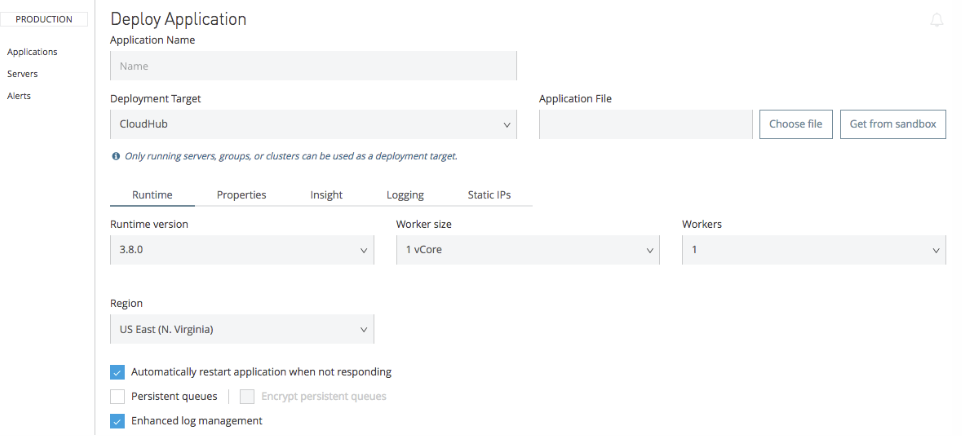 PRODUCTION
Applications
Servers
Alerts
Deploy Application
Application Name
Name
Deployment Target
Application File
CloudHub
Choose file
Get from sandbox
Only running servers, groups, or clusters can be used as a deployment target.
Runtime Properties Insight Logging Static IPs
Runtime version
Worker size
Workers
3.8.0
1 vCore
1
Region
US East (N. Virginia)
Automatically restart application when not responding
Persistent queues
Encrypt persistent queues
Enhanced log management